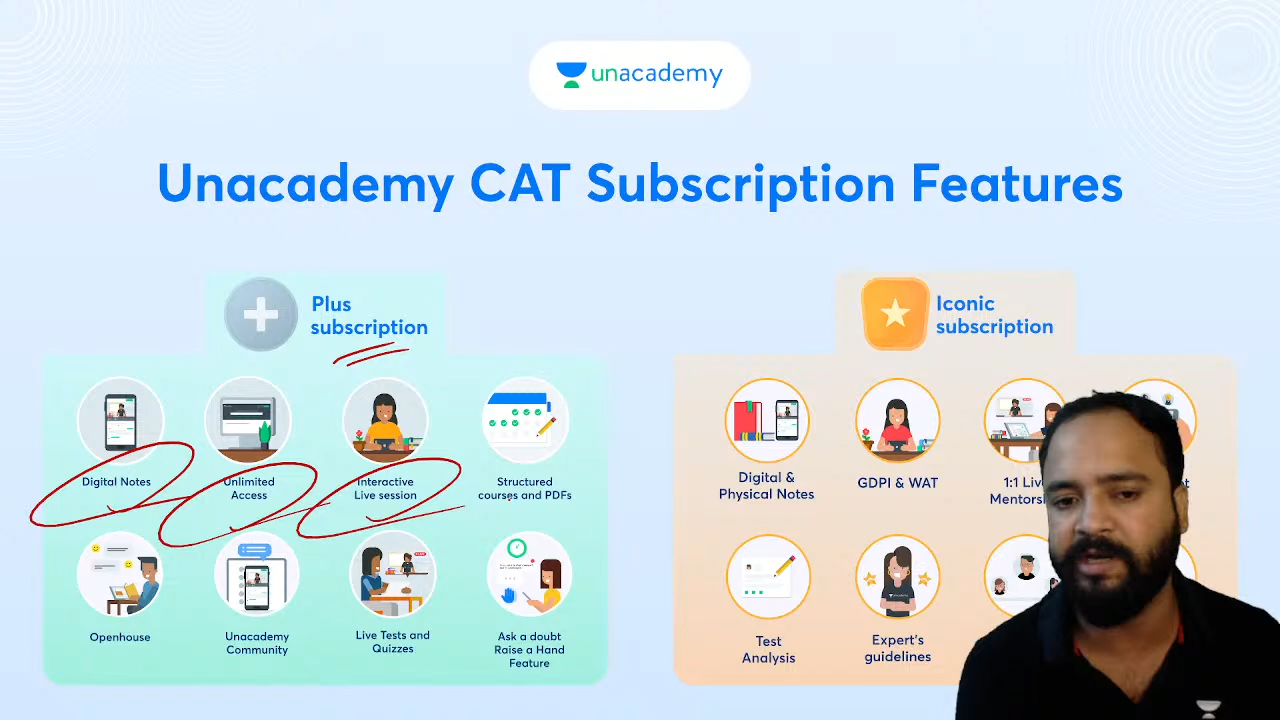 unacademy
Unacademy CAT Subscription Features
Plus
subscription
Digital Notes
Unlimited
Access
Interactive
Live session
Structured
courses and PDFs
Openhouse
Unacademy
Community
Live Tests and
Quizzes
Ask a doubt
Raise a Hand
Feature
Iconic
subscription
Digital &
Physical Notes
GDPI & WAT
1:1
Test
Analysis
Expert's
guidelines